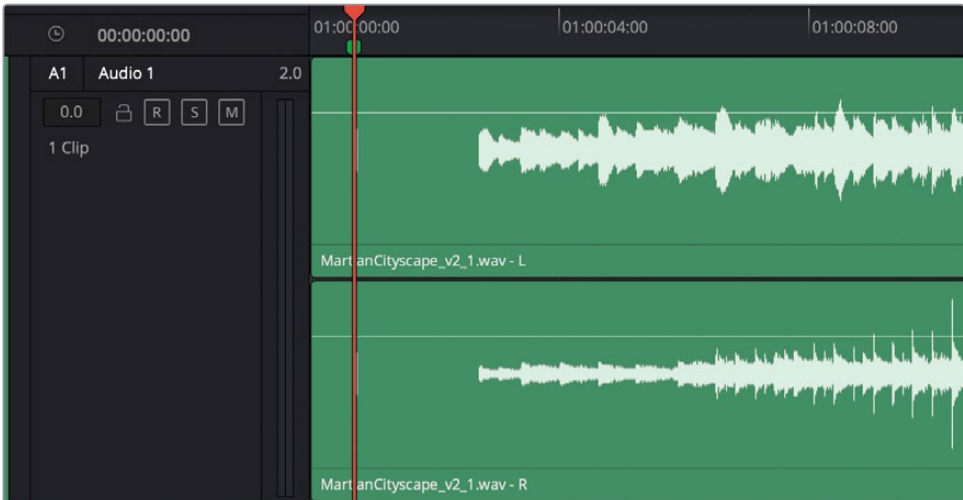 00:00:00:00
01:00:00:00 01:00:04:00 01:00:08:00
A1 Audio 1 2.0
0.0 R S M
1 Clip
MartianCityscape_v2_1.wav - L
MartianCityscape_v2_1.wav - R